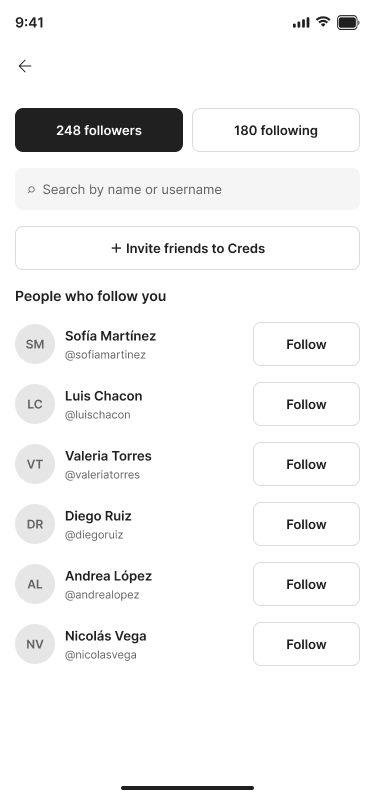 9:41
248 followers
180 following
Search by name or username
+ Invite friends to Creds
People who follow you
SM
Sofía Martínez
@sofiamartinez
Follow
LC
Luis Chacon
@luischacon
Follow
VT
Valeria Torres
@valeriatorres
Follow
DR
Diego Ruiz
@diegoruiz
Follow
AL
Andrea López
@andrealopez
Follow
NV
Nicolás Vega
@nicolasvega
Follow